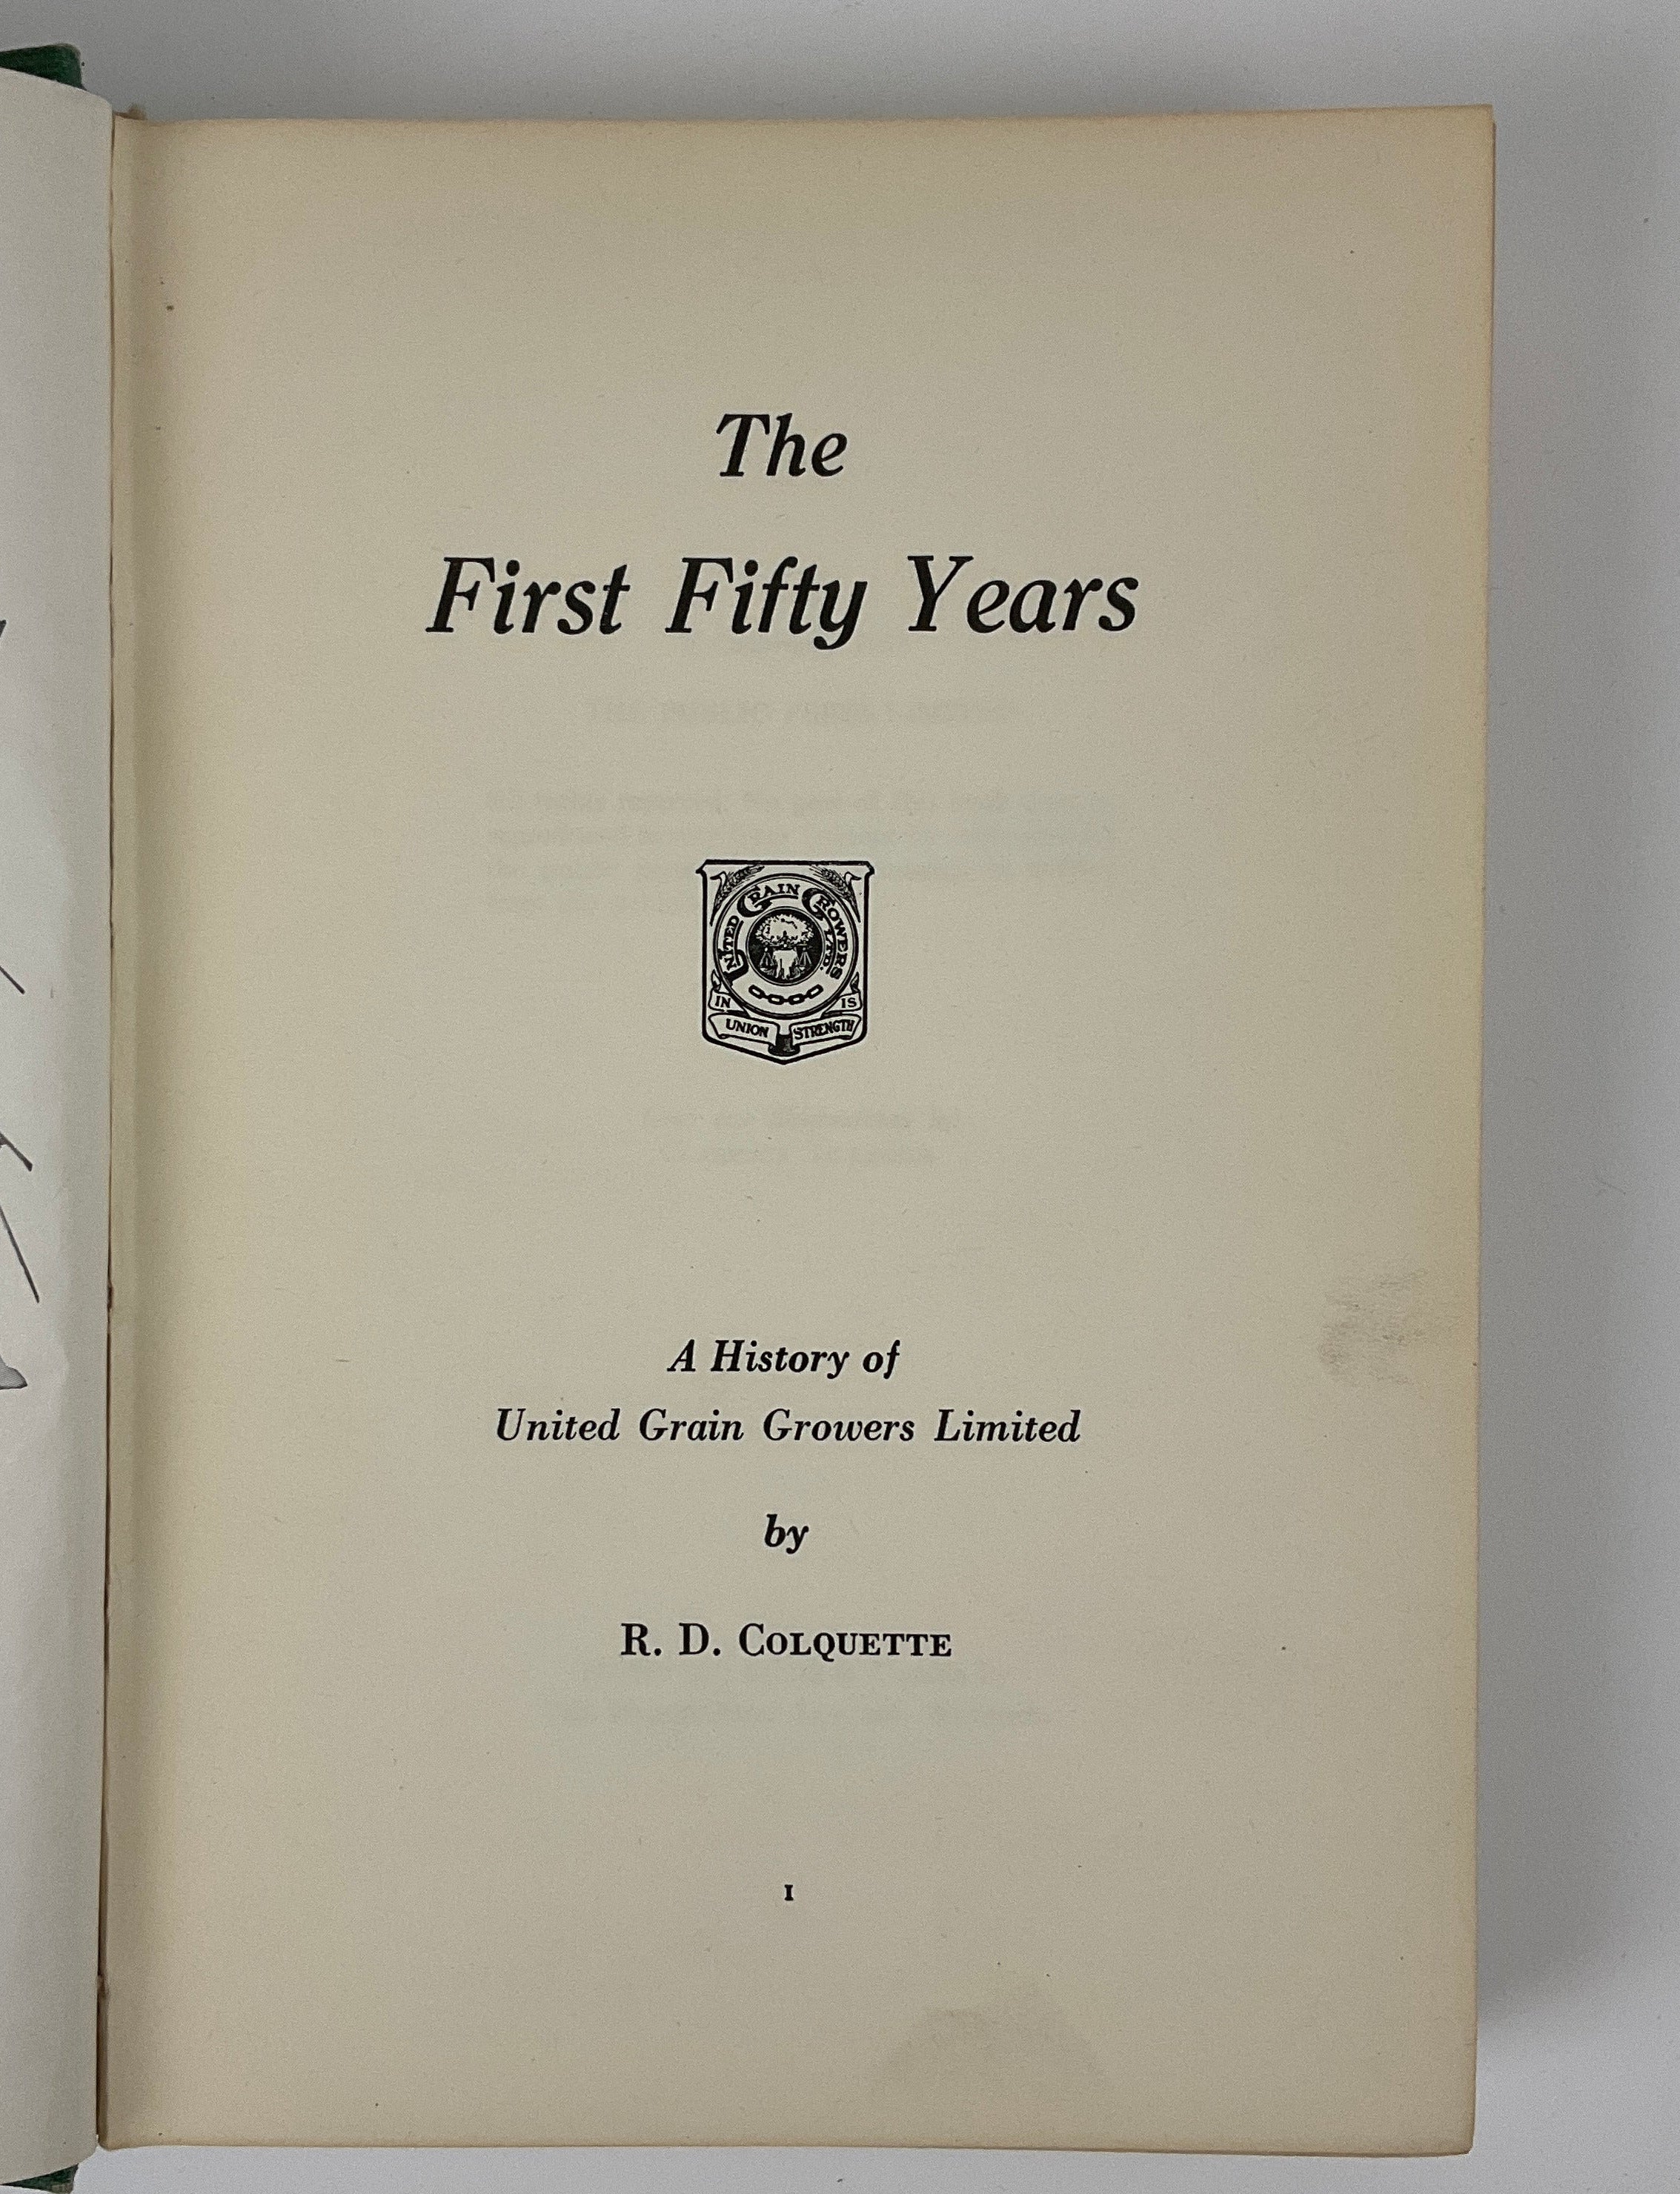 The
First Fifty Years
UNITED GRAIN GROWERS LTD.
IN IS
UNION STRENGTH
A History of
United Grain Growers Limited
by
R. D. COLQUETTE
I